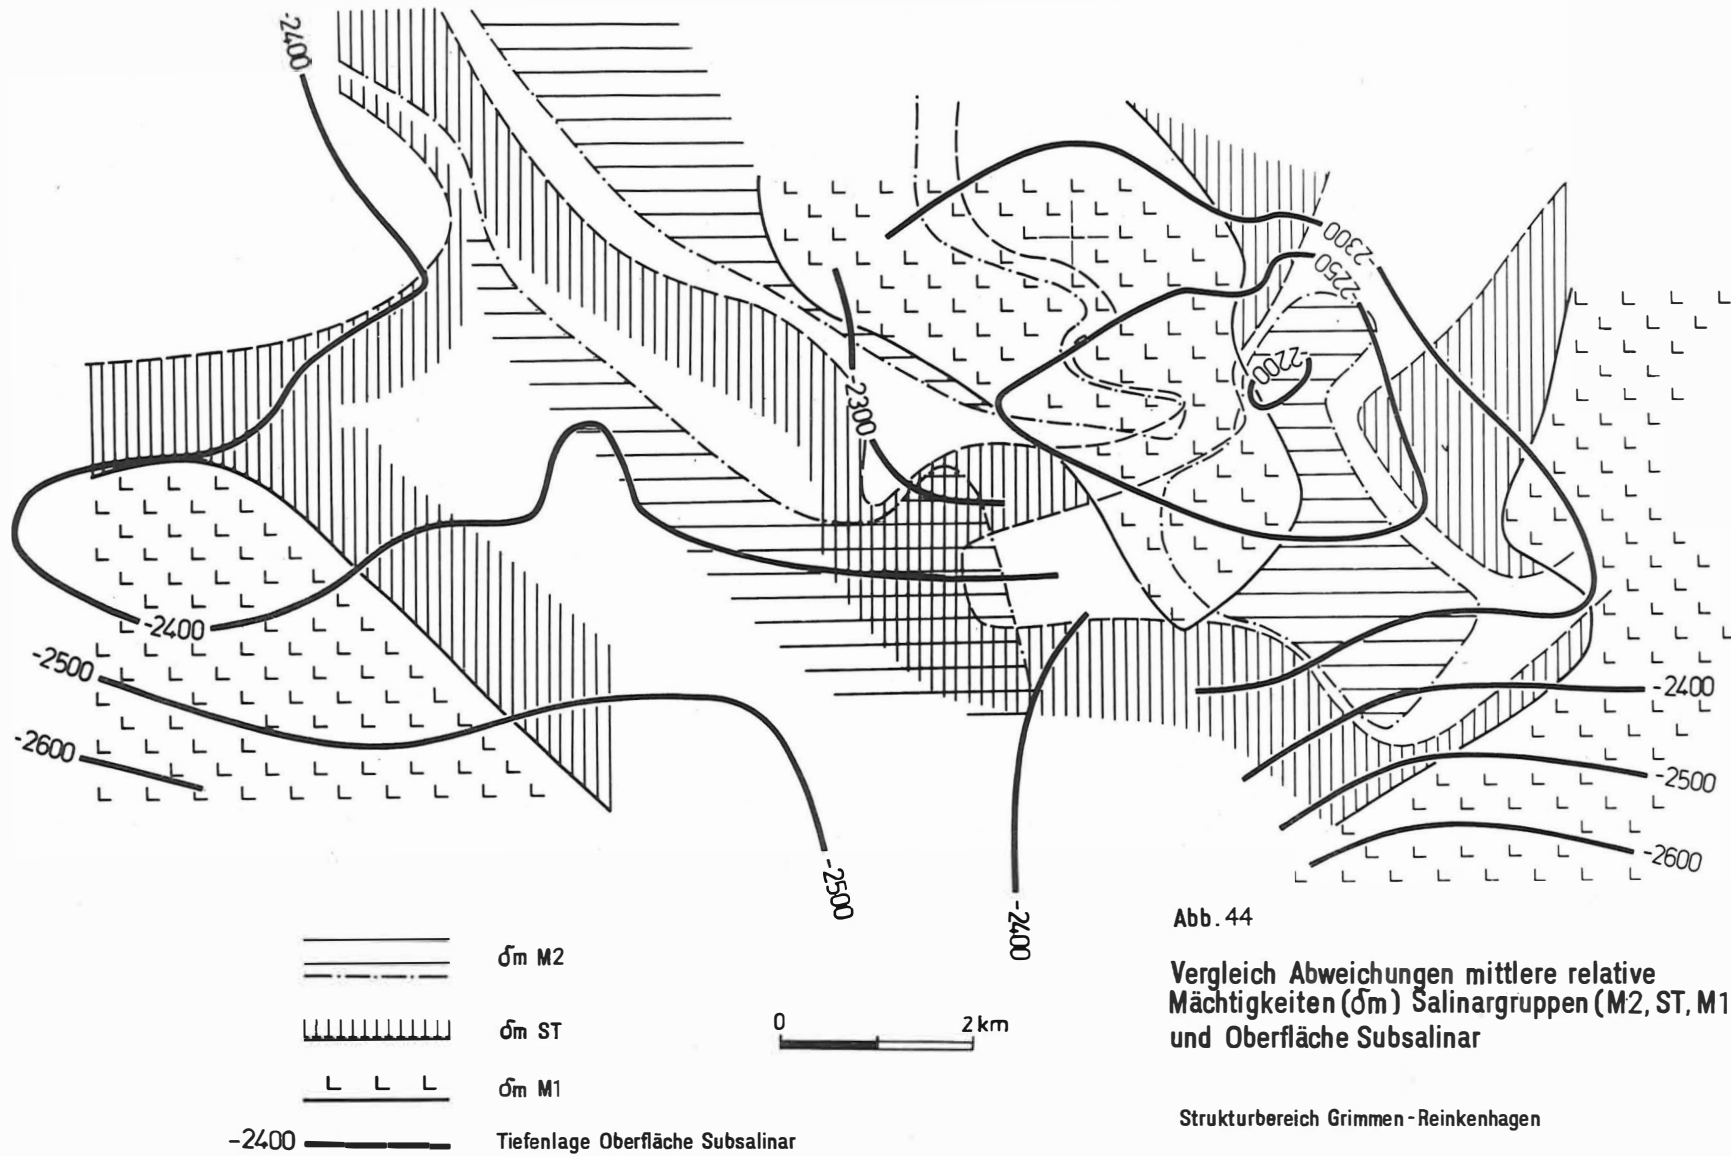 -2400
-2300
-2250
-2200
-2300
-2400
-2500
-2600
-2400
-2500
-2600
-2500
-2400
δm M2
δm ST
δm M1
-2400
Tiefenlage Oberfläche Subsalinar
0 2 km
Abb. 44
Vergleich Abweichungen mittlere relative
Mächtigkeiten (δm) Salinargruppen (M2, ST, M1
und Oberfläche Subsalinar
Strukturbereich Grimmen - Reinkenhagen